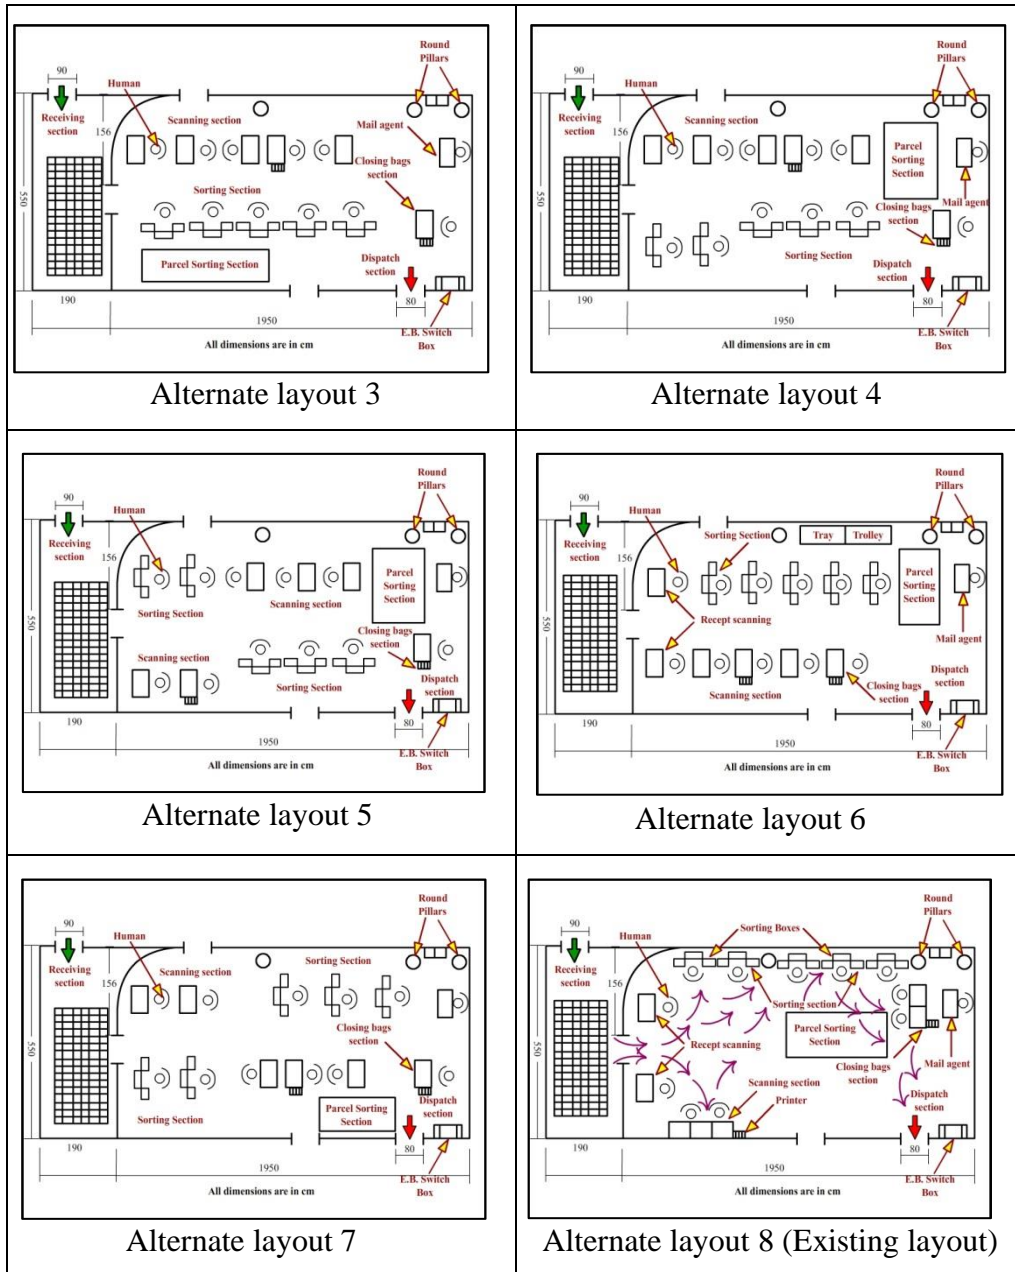 Round
Pillars
90
Human
Receiving
section
156
Scanning section
Mail agent
Closing bags
section
550
Sorting Section
Parcel Sorting Section
Dispatch
section
190
80
1950
E.B. Switch
Box
All dimensions are in cm
Alternate layout 3
Round
Pillars
90
Human
Receiving
section
156
Scanning section
Parcel
Sorting
Section
550
Mail agent
Closing bags
section
Sorting Section
Dispatch
section
190
80
1950
E.B. Switch
Box
All dimensions are in cm
Alternate layout 4
Round
Pillars
90
Human
Receiving
section
156
Parcel
Sorting
Section
Sorting Section
Scanning section
550
Closing bags
section
Scanning section
Sorting Section
Dispatch
section
190
80
1950
E.B. Switch
Box
All dimensions are in cm
Alternate layout 5
Round
Pillars
90
Sorting Section
Tray
Trolley
Receiving
section
156
Parcel
Sorting
Section
Recept scanning
Mail agent
550
Scanning section
Closing bags
section
Dispatch
section
190
80
1950
E.B. Switch
Box
All dimensions are in cm
Alternate layout 6
Round
Pillars
90
Human
Receiving
section
156
Scanning section
Sorting Section
Closing bags
section
550
Sorting Section
Parcel Sorting
Section
Dispatch
section
190
80
1950
E.B. Switch
Box
All dimensions are in cm
Alternate layout 7
Round
Pillars
90
Human
Sorting Boxes
Receiving
section
156
Sorting section
Parcel Sorting
Section
Recept scanning
Closing bags
section
Mail agent
550
Scanning section
Printer
Dispatch
section
190
80
1950
E.B. Switch
Box
All dimensions are in cm
Alternate layout 8 (Existing layout)